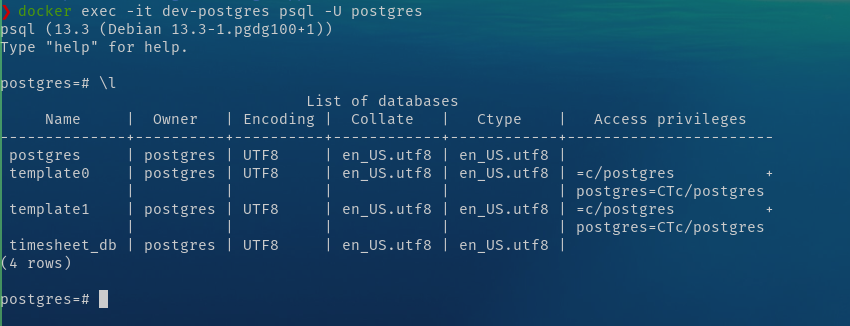 ❯ docker exec -it dev-postgres psql -U postgres
psql (13.3 (Debian 13.3-1.pgdg100+1))
Type "help" for help.

postgres=# \l
                                  List of databases
     Name     |  Owner   | Encoding |  Collate   |   Ctype    |   Access privileges
--------------+----------+----------+------------+------------+-----------------------
 postgres     | postgres | UTF8     | en_US.utf8 | en_US.utf8 |
 template0    | postgres | UTF8     | en_US.utf8 | en_US.utf8 | =c/postgres          +
              |          |          |            |            | postgres=CTc/postgres
 template1    | postgres | UTF8     | en_US.utf8 | en_US.utf8 | =c/postgres          +
              |          |          |            |            | postgres=CTc/postgres
 timesheet_db | postgres | UTF8     | en_US.utf8 | en_US.utf8 |
(4 rows)

postgres=#